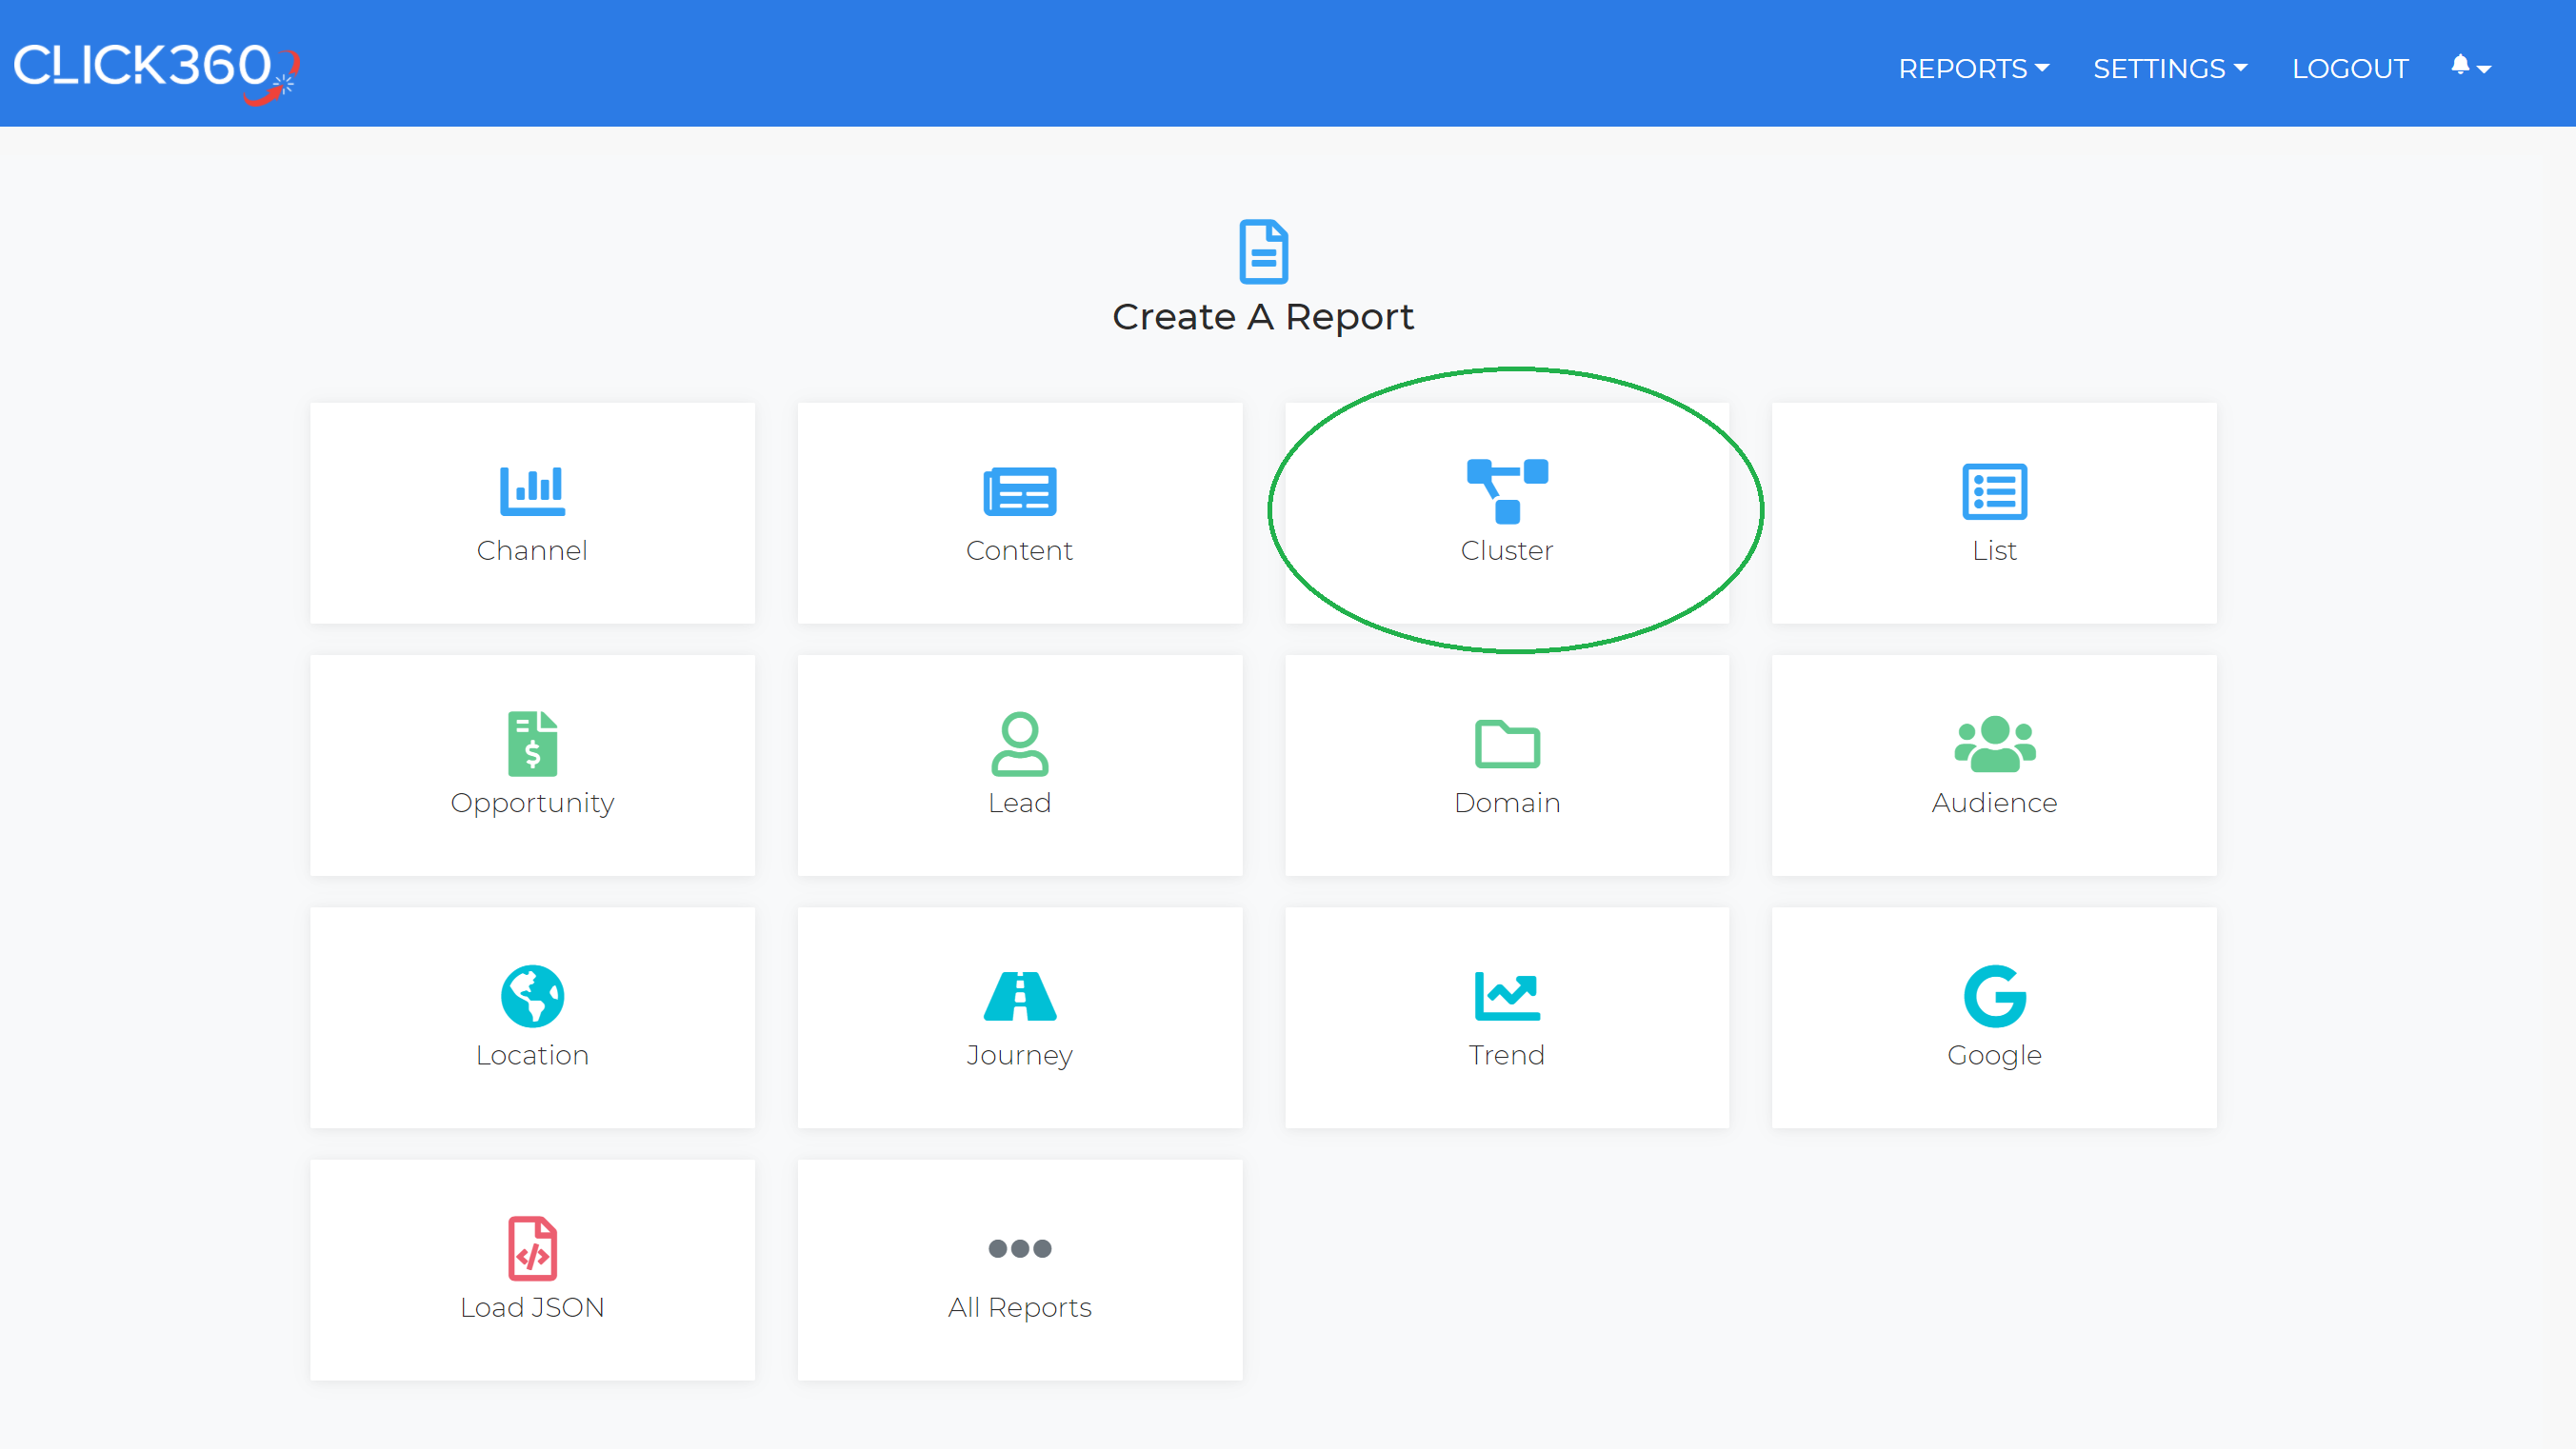 CLICK360
REPORTS
SETTINGS
LOGOUT
Create A Report
Channel
Content
Cluster
List
Opportunity
Lead
Domain
Audience
Location
Journey
Trend
Google
Load JSON
All Reports